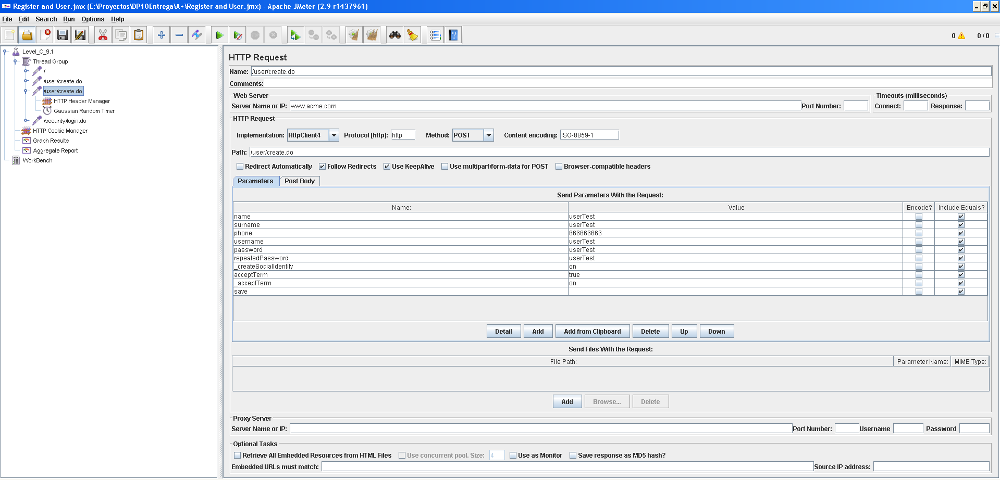 Register and User.jmx (E:\Proyectos\DP10Entrega\A+\Register and User.jmx) - Apache JMeter (2.9 r1437961)
File Edit Search Run Options Help
0 0 / 0
Level_C_9.1
Thread Group
/
/user/create.do
/user/create.do
HTTP Header Manager
Gaussian Random Timer
/security/login.do
HTTP Cookie Manager
Graph Results
Aggregate Report
WorkBench
HTTP Request
Name: /user/create.do
Comments:
Web Server
Server Name or IP: www.acme.com Port Number:
Timeouts (milliseconds)
Connect: Response:
HTTP Request
Implementation: HttpClient4 Protocol [http]: http Method: POST Content encoding: ISO-8859-1
Path: /user/create.do
Redirect Automatically Follow Redirects Use KeepAlive Use multipart/form-data for POST Browser-compatible headers
Parameters Post Body
Send Parameters With the Request:
Name: Value Encode? Include Equals?
name userTest
surname userTest
phone 666666666
username userTest
password userTest
repeatedPassword userTest
_createSocialIdentity on
acceptTerm true
_acceptTerm on
save
Detail Add Add from Clipboard Delete Up Down
Send Files With the Request:
File Path: Parameter Name: MIME Type:
Add Browse... Delete
Proxy Server
Server Name or IP: Port Number: Username Password
Optional Tasks
Retrieve All Embedded Resources from HTML Files Use concurrent pool. Size: 4 Use as Monitor Save response as MD5 hash?
Embedded URLs must match: Source IP address: